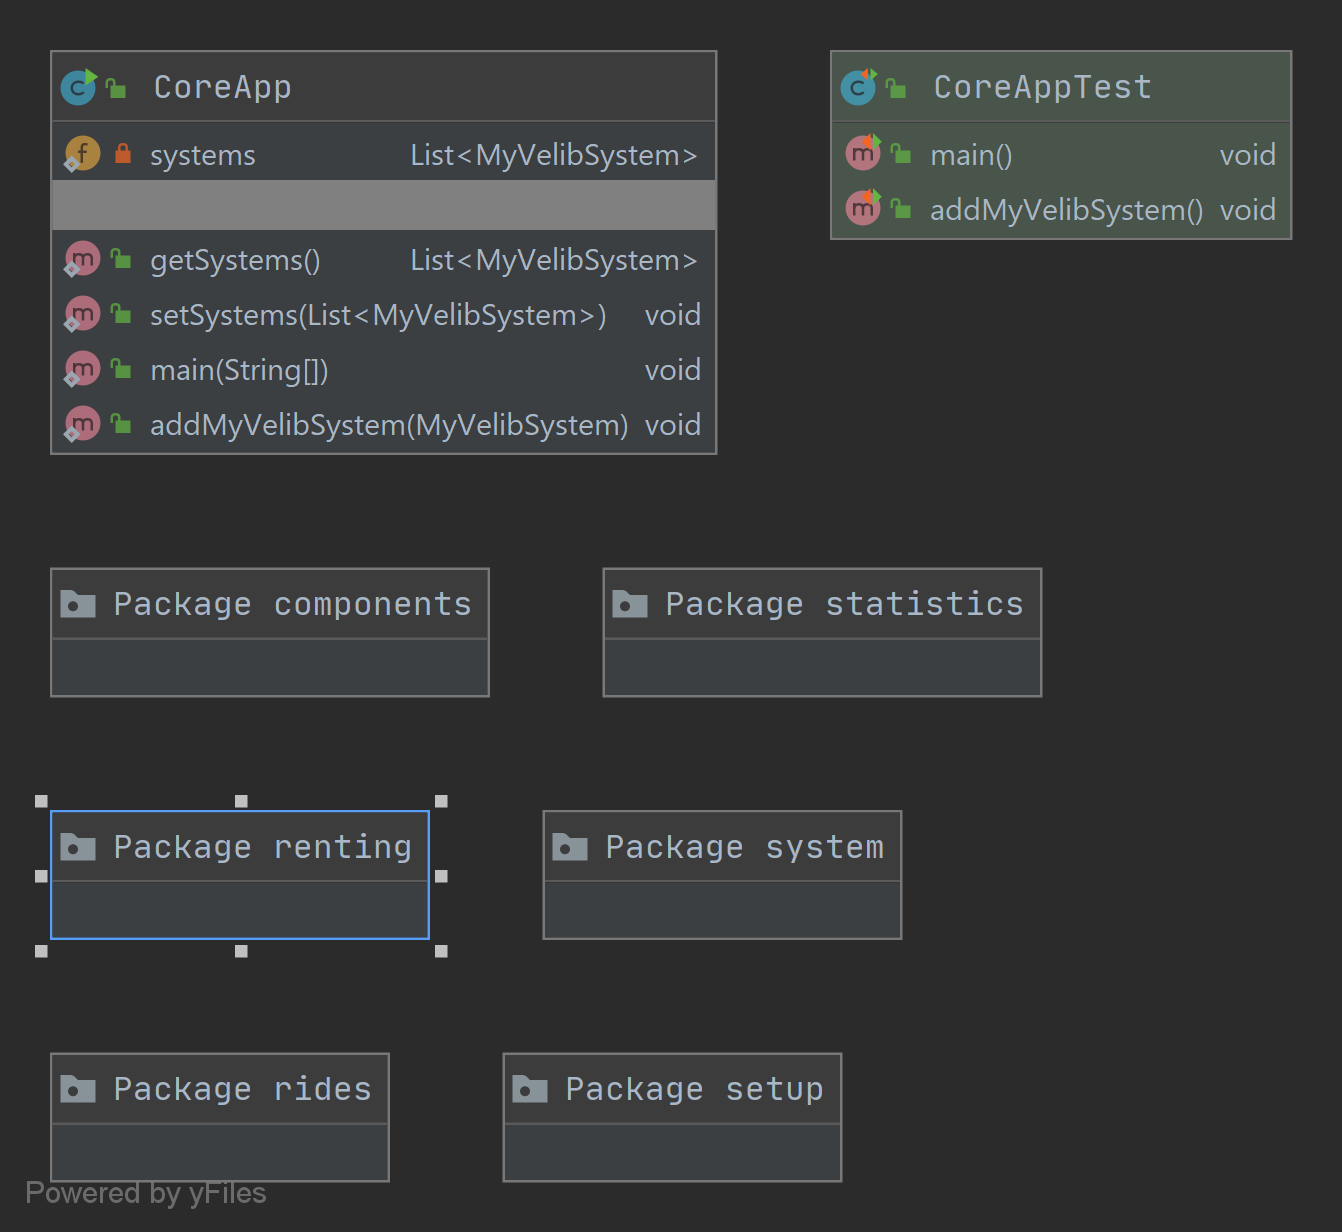 CoreApp
CoreAppTest
systems List<MyVelibSystem>
main() void
addMyVelibSystem() void
getSystems() List<MyVelibSystem>
setSystems(List<MyVelibSystem>) void
main(String[]) void
addMyVelibSystem(MyVelibSystem) void
Package components
Package statistics
Package renting
Package system
Package rides
Package setup
Powered by yFiles